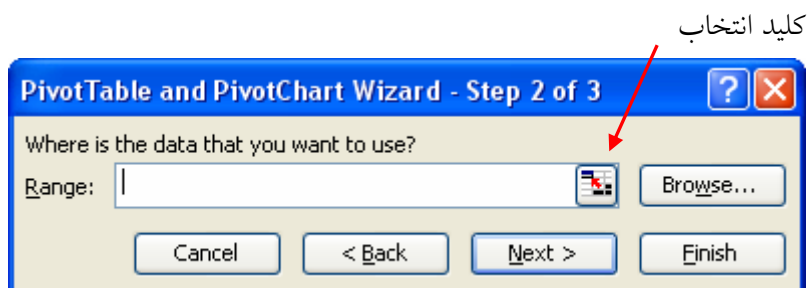 کلید انتخاب
PivotTable and PivotChart Wizard - Step 2 of 3
Where is the data that you want to use?
Range:
Browse...
Cancel
< Back
Next >
Finish